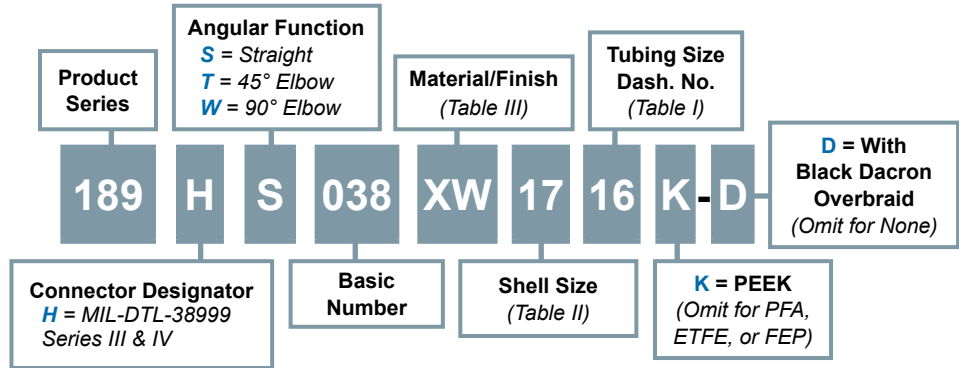 Product
Series
Angular Function
S = Straight
T = 45° Elbow
W = 90° Elbow
Material/Finish
(Table III)
Tubing Size
Dash. No.
(Table I)
D = With
Black Dacron
Overbraid
(Omit for None)
189 H S 038 XW 17 16 K - D
Connector Designator
H = MIL-DTL-38999
Series III & IV
Basic
Number
Shell Size
(Table II)
K = PEEK
(Omit for PFA,
ETFE, or FEP)